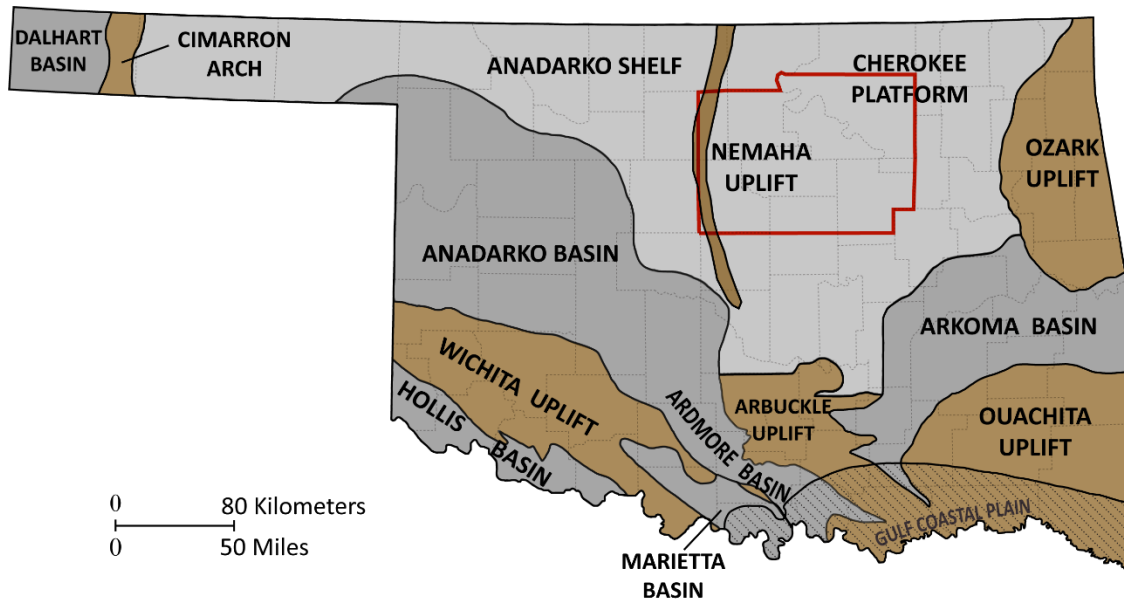 DALHART
BASIN
CIMARRON
ARCH
ANADARKO SHELF
CHEROKEE
PLATFORM
NEMAHA
UPLIFT
OZARK
UPLIFT
ANADARKO BASIN
ARKOMA BASIN
WICHITA UPLIFT
HOLLIS BASIN
ARDMORE BASIN
ARBUCKLE
UPLIFT
OUACHITA
UPLIFT
GULF COASTAL PLAIN
MARIETTA
BASIN
0 80 Kilometers
0 50 Miles